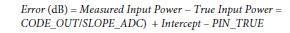 Error (dB) = Measured Input Power – True Input Power =
CODE_OUT/SLOPE_ADC) + Intercept – PIN_TRUE